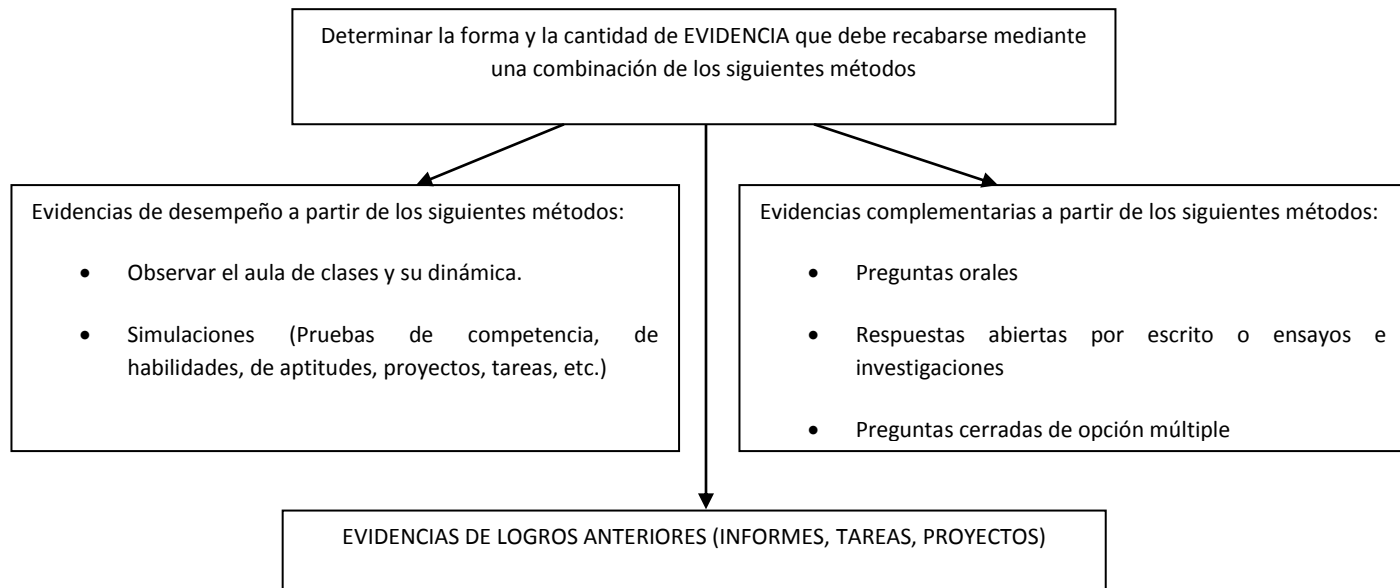 Determinar la forma y la cantidad de EVIDENCIA que debe recabarse mediante
una combinación de los siguientes métodos
Evidencias de desempeño a partir de los siguientes métodos:
• Observar el aula de clases y su dinámica.
• Simulaciones (Pruebas de competencia, de
habilidades, de aptitudes, proyectos, tareas, etc.)
Evidencias complementarias a partir de los siguientes métodos:
• Preguntas orales
• Respuestas abiertas por escrito o ensayos e
investigaciones
• Preguntas cerradas de opción múltiple
EVIDENCIAS DE LOGROS ANTERIORES (INFORMES, TAREAS, PROYECTOS)